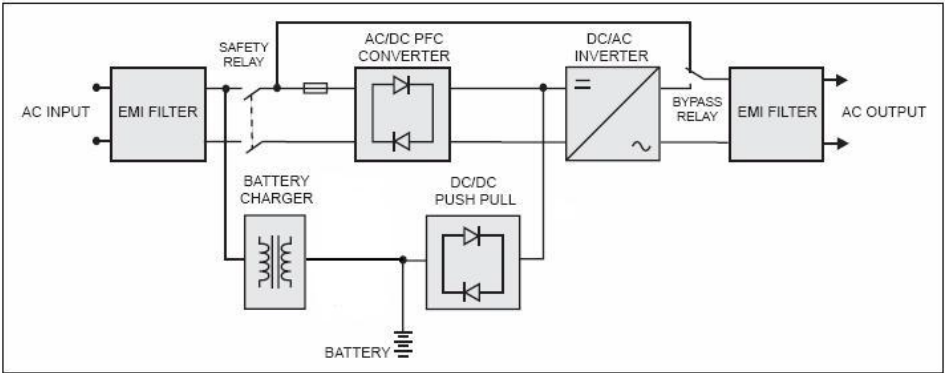 SAFETY
RELAY
AC/DC PFC
CONVERTER
DC/AC
INVERTER
AC INPUT
EMI FILTER
BYPASS
RELAY
EMI FILTER
AC OUTPUT
BATTERY
CHARGER
DC/DC
PUSH PULL
BATTERY